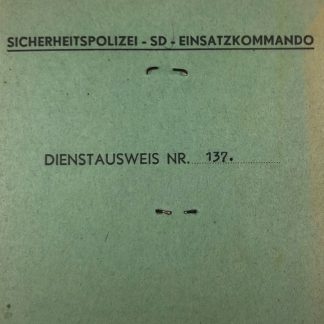 SICHERHEITSPOLIZEI - SD - EINSATZKOMMANDO
DIENSTAUSWEIS NR. 137.